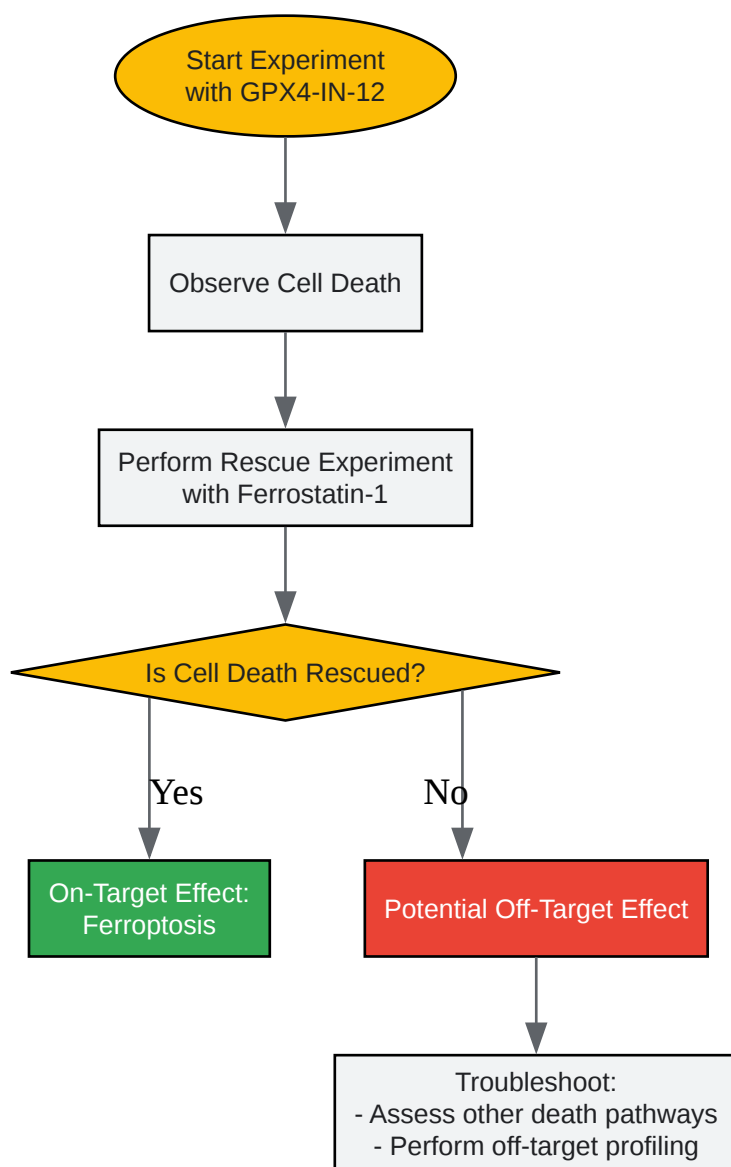 Start Experiment
with GPX4-IN-12
Observe Cell Death
Perform Rescue Experiment
with Ferrostatin-1
Is Cell Death Rescued?
Yes
No
On-Target Effect:
Ferroptosis
Potential Off-Target Effect
Troubleshoot:
- Assess other death pathways
- Perform off-target profiling